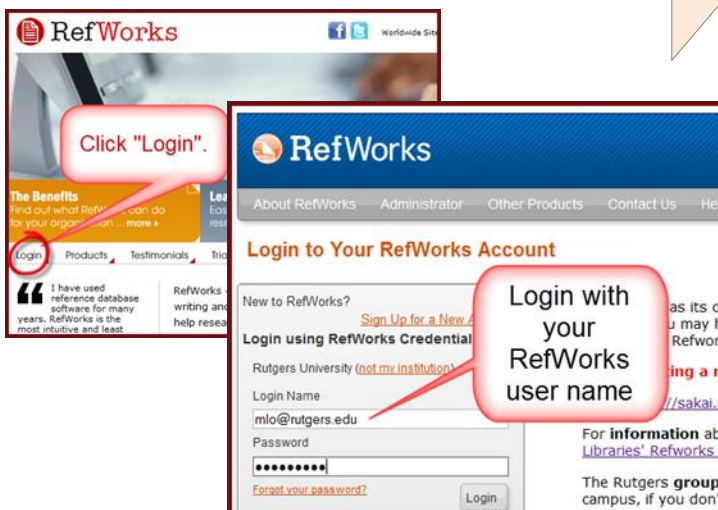 RefWorks
Worldwide Site
Click "Login".
The Benefits
Find out what RefWorks can do
for your organization ... more
Login Products Testimonials
I have used
reference database
software for many
years. RefWorks is the
most intuitive and least
RefWorks
writing and
help resea
RefWorks
About RefWorks Administrator Other Products Contact Us He
Login to Your RefWorks Account
New to RefWorks?
Sign Up for a New A
Login using RefWorks Credential
Rutgers University (not my institution)
Login Name
mlo@rutgers.edu
Password
Forgot your password?
Login
Login with
your
RefWorks
user name
as its
u may
Refwor
ing a
//sakai.
For information ab
Libraries' Refworks
The Rutgers group
campus, if you don'